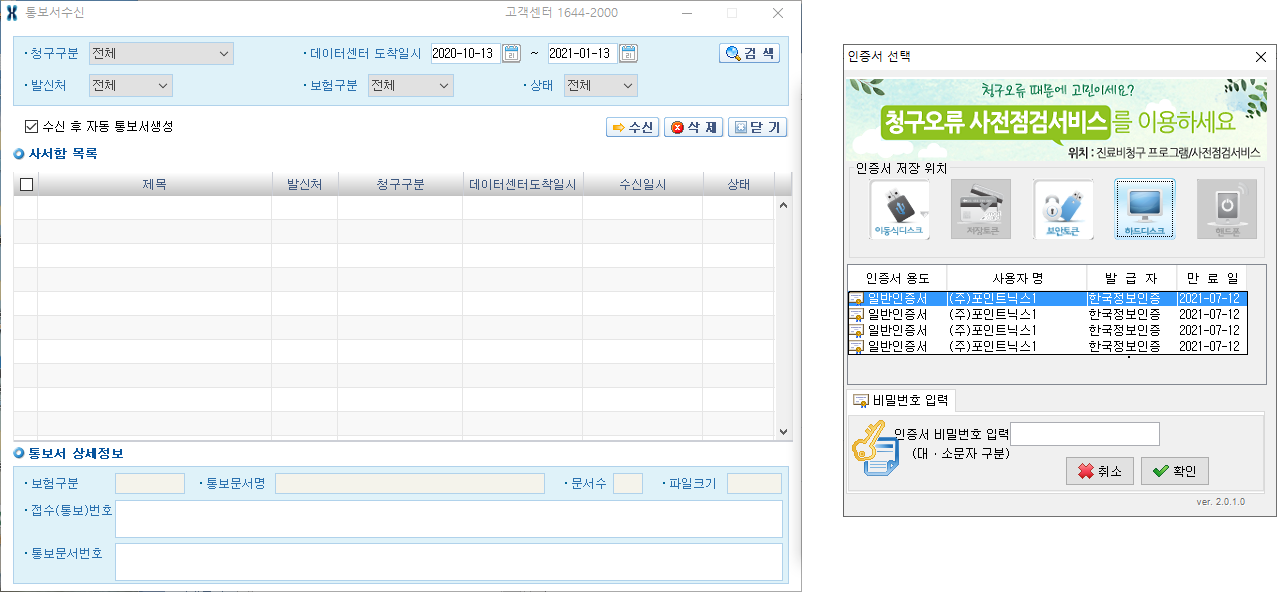 통보서수신
고객센터 1644-2000
·청구구분 전체 ·데이터센터 도착일시 2020-10-13 ~ 2021-01-13 검 색
·발신처 전체 ·보험구분 전체 ·상태 전체
수신 후 자동 통보서생성 수신 삭 제 닫 기
사서함 목록
제목 발신처 청구구분 데이터센터도착일시 수신일시 상태
통보서 상세정보
·보험구분 ·통보문서명 ·문서수 ·파일크기
·접수(통보)번호
·통보문서번호
인증서 선택
청구오류 때문에 고민이세요?
청구오류 사전점검서비스를 이용하세요
위치 : 진료비청구 프로그램/사전점검서비스
인증서 저장 위치
이동식디스크 저장토큰 보안토큰 하드디스크 핸드폰
인증서 용도 사용자 명 발 급 자 만 료 일
일반인증서 (주)포인트닉스1 한국정보인증 2021-07-12
일반인증서 (주)포인트닉스1 한국정보인증 2021-07-12
일반인증서 (주)포인트닉스1 한국정보인증 2021-07-12
일반인증서 (주)포인트닉스1 한국정보인증 2021-07-12
비밀번호 입력
인증서 비밀번호 입력
(대·소문자 구분)
취소 확인
ver. 2.0.1.0